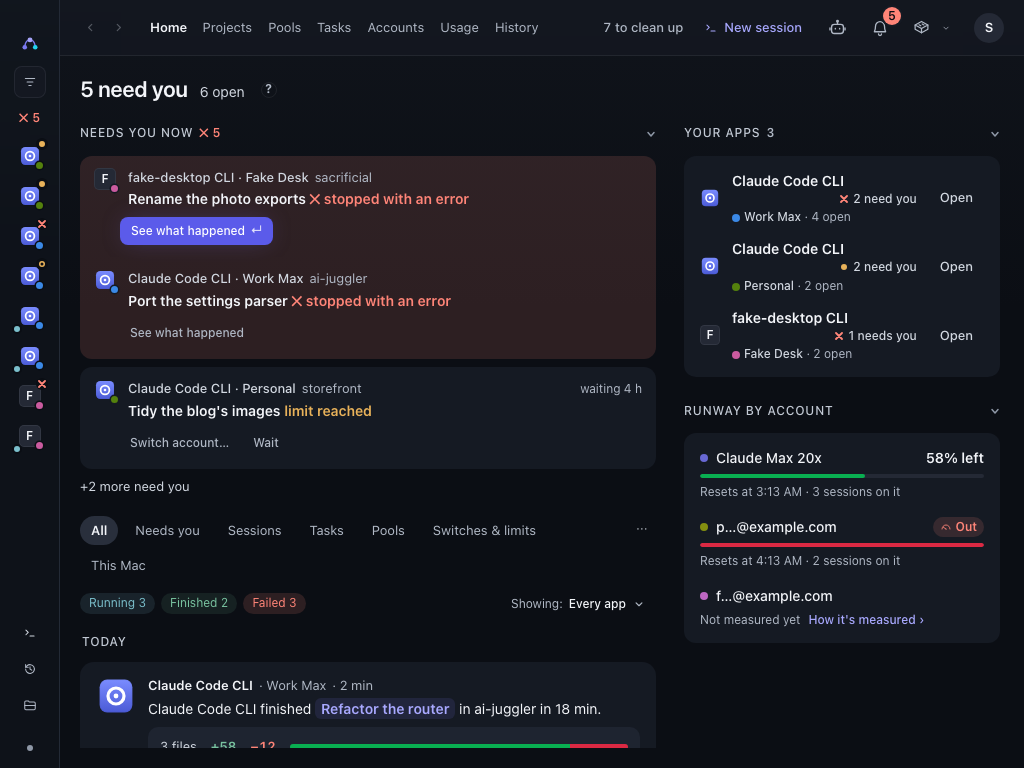 Home Projects Pools Tasks Accounts Usage History 7 to clean up New session 5 S
5
5 need you 6 open ?
NEEDS YOU NOW 5
F fake-desktop CLI · Fake Desk sacrificial
Rename the photo exports stopped with an error
See what happened
Claude Code CLI · Work Max ai-juggler
Port the settings parser stopped with an error
See what happened
Claude Code CLI · Personal storefront waiting 4 h
Tidy the blog's images limit reached
Switch account... Wait
+2 more need you
All Needs you Sessions Tasks Pools Switches & limits ...
This Mac
Running 3 Finished 2 Failed 3 Showing: Every app
TODAY
Claude Code CLI · Work Max · 2 min
Claude Code CLI finished Refactor the router in ai-juggler in 18 min.
3 files +58 −12
YOUR APPS 3
Claude Code CLI
2 need you Open
Work Max · 4 open
Claude Code CLI
2 need you Open
Personal · 2 open
fake-desktop CLI
F 1 needs you Open
Fake Desk · 2 open
RUNWAY BY ACCOUNT
Claude Max 20x 58% left
Resets at 3:13 AM · 3 sessions on it
p...@example.com Out
Resets at 4:13 AM · 2 sessions on it
f...@example.com
Not measured yet How it's measured ›
F
F